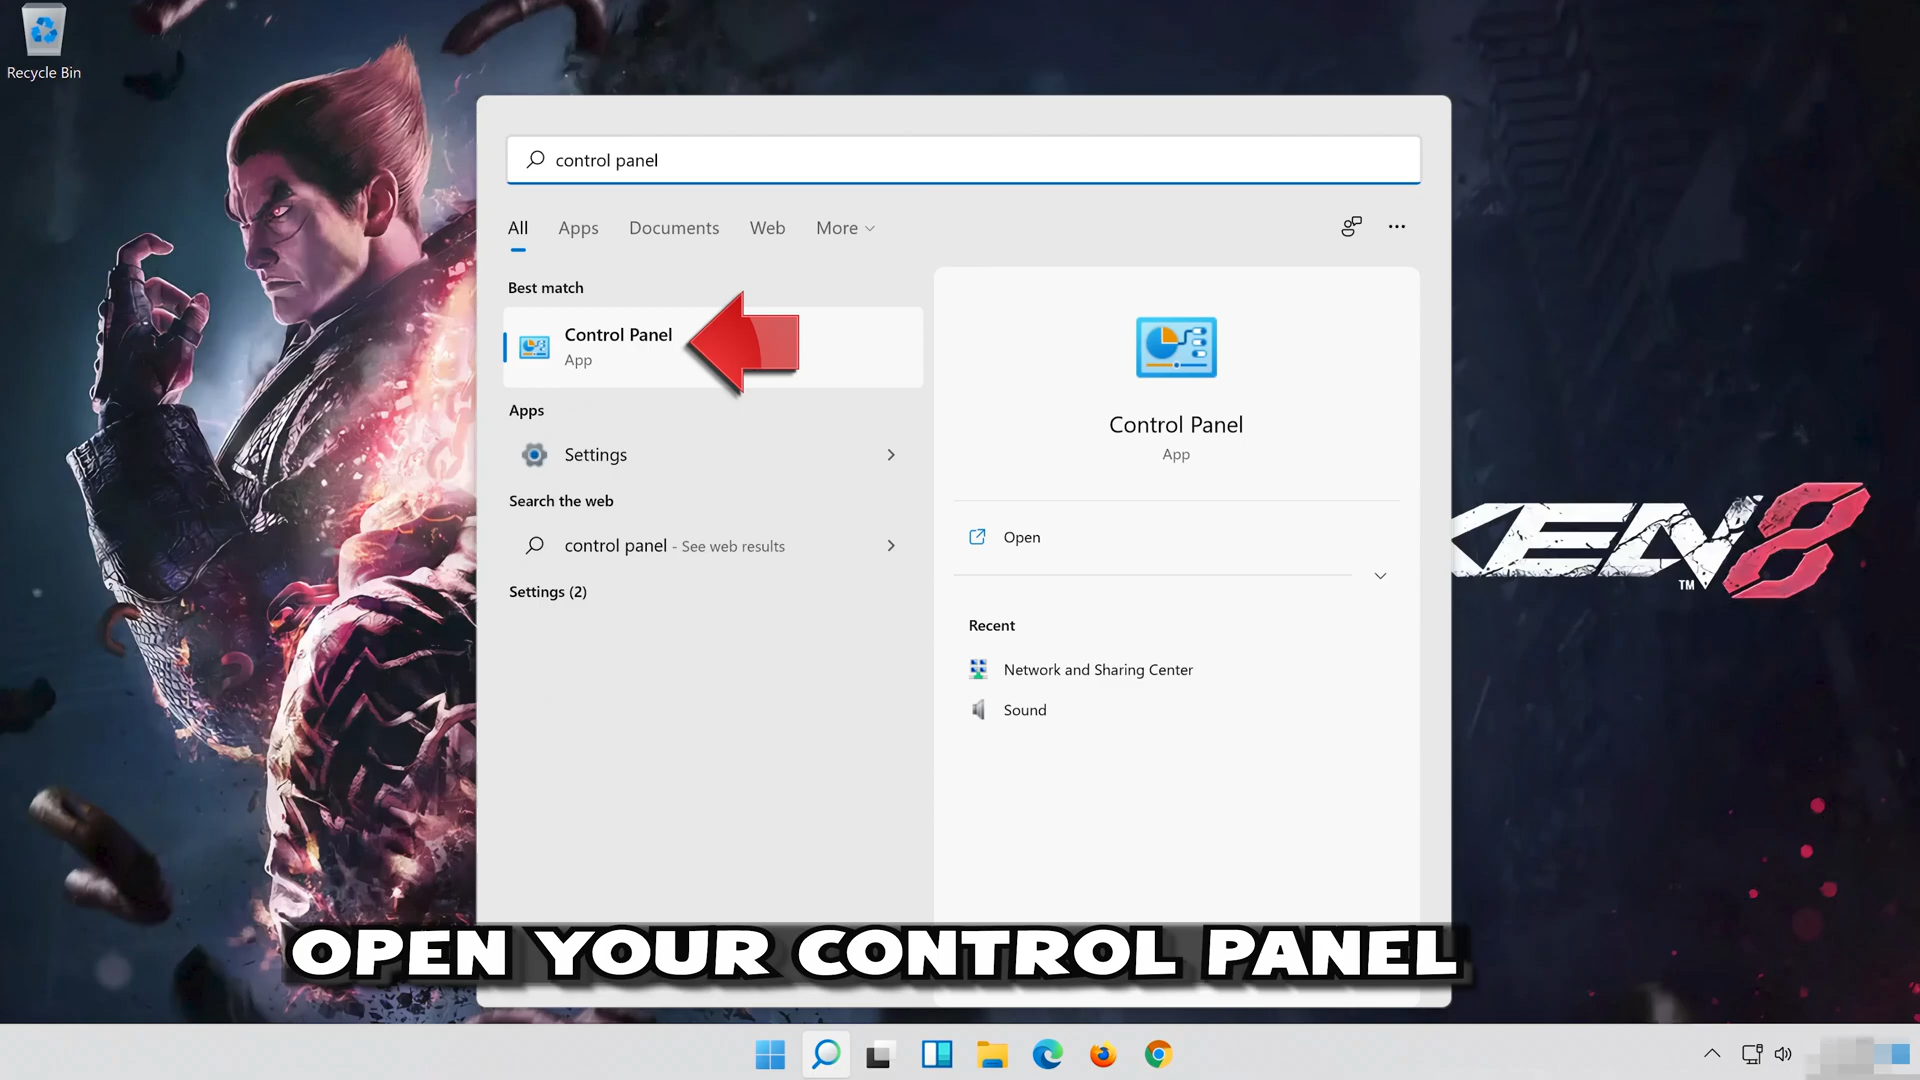 Recycle Bin
control panel
All
Apps
Documents
Web
More
Best match
Control Panel
App
Apps
Settings
Search the web
control panel - See web results
Settings (2)
Control Panel
App
Open
Recent
Network and Sharing Center
Sound
KEN8
TM
OPEN YOUR CONTROL PANEL